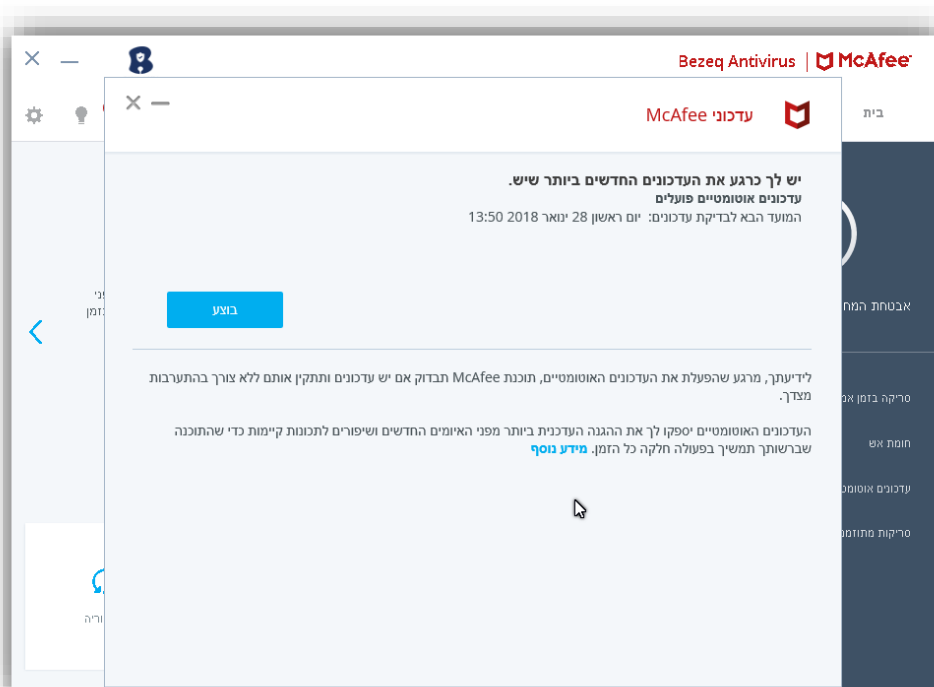 Bezeq Antivirus | McAfee
בית
עדכוני McAfee
יש לך כרגע את העדכונים החדשים ביותר שיש.
עדכונים אוטומטיים פועלים
המועד הבא לבדיקת עדכונים: יום ראשון 28 ינואר 2018 13:50
בוצע
לידיעתך, מרגע שהפעלת את העדכונים האוטומטיים, תוכנת McAfee תבדוק אם יש עדכונים ותתקין אותם ללא צורך בהתערבות
מצדך.
העדכונים האוטומטיים יספקו לך את ההגנה העדכנית ביותר מפני האיומים החדשים ושיפורים לתכונות קיימות כדי שהתוכנה
שברשותך תמשיך בפעולה חלקה כל הזמן. מידע נוסף
אבטחת המח
סריקה בזמן אמ
חומת אש
עדכונים אוטומט
סריקות מתוזמנ